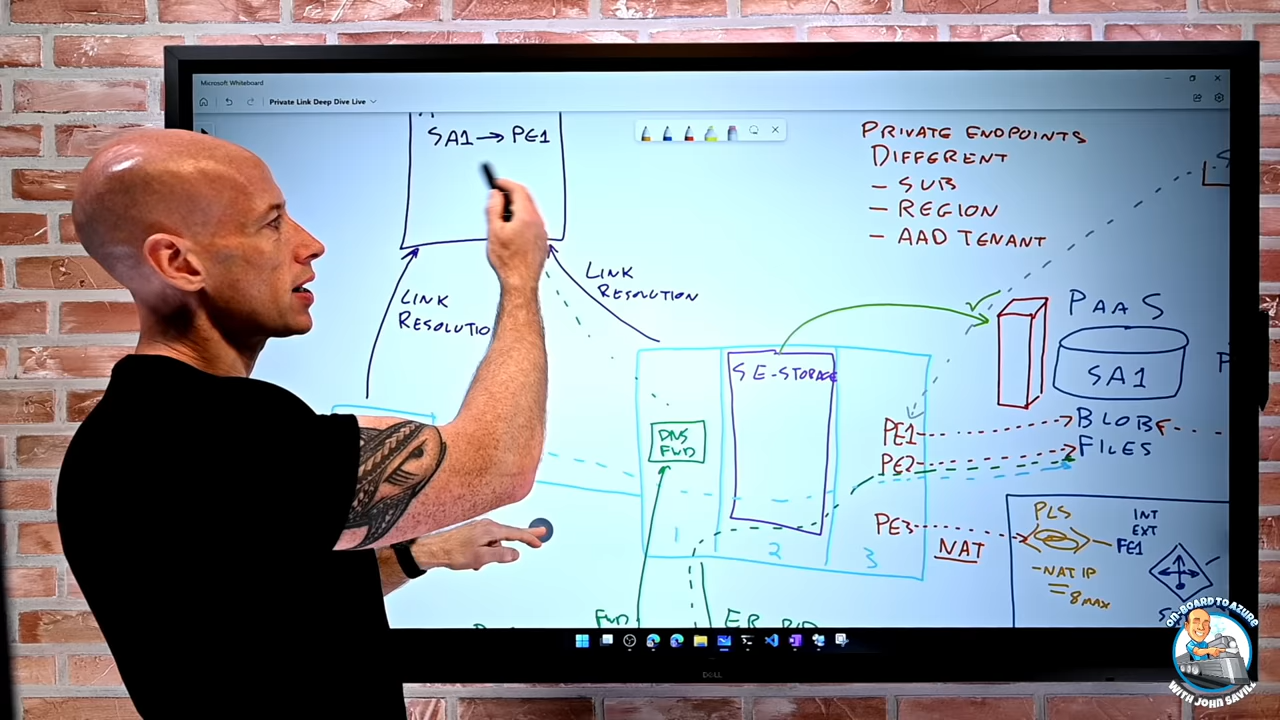 Microsoft Whiteboard
Private Link Deep Dive Live
SA1 → PE1
PRIVATE ENDPOINTS
DIFFERENT
- SUB
- REGION
- AAD TENANT
LINK
RESOLUTION
LINK
RESOLUTIO
PAAS
SA1
SE-STORAGE
DNS
FWD
PE1
BLOB
PE2
FILES
PE3
NAT
PLS
INT
EXT
FE1
-NAT IP
=8 MAX
1
2
3
FWD
DELL
ON-BOARD TO AZURE
WITH JOHN SAVILL